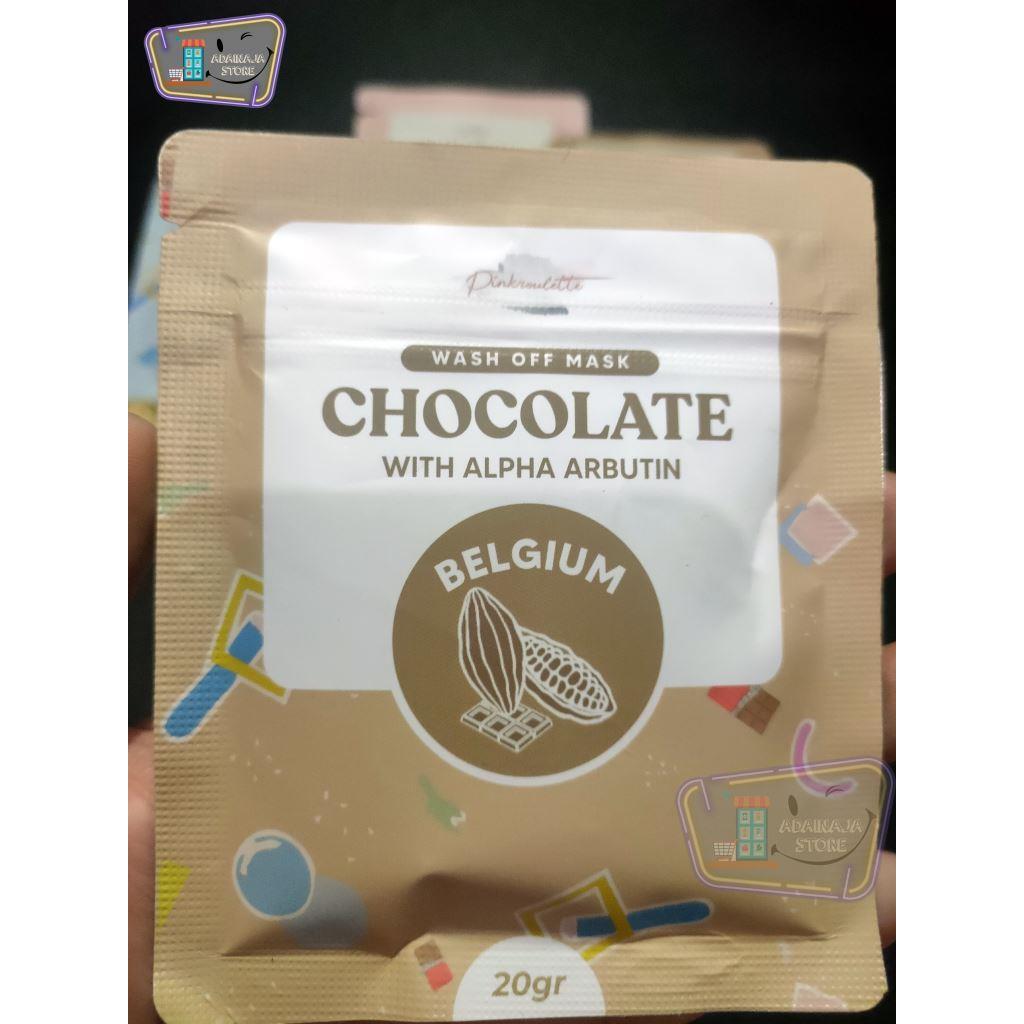 ADAINAJA
STORE
Pinkroulette
WASH OFF MASK
CHOCOLATE
WITH ALPHA ARBUTIN
BELGIUM
ADAINAJA
STORE
20gr